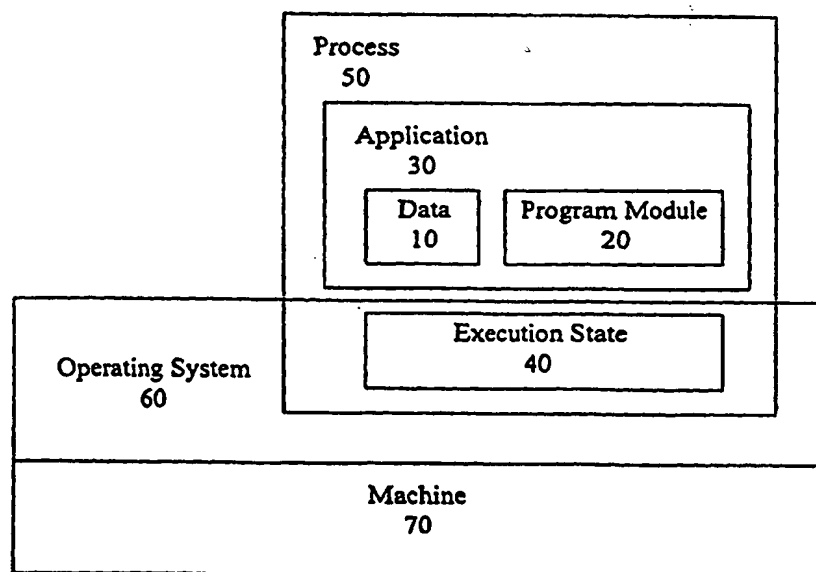 Process
50
Application
30
Data
10
Program Module
20
Execution State
40
Operating System
60
Machine
70